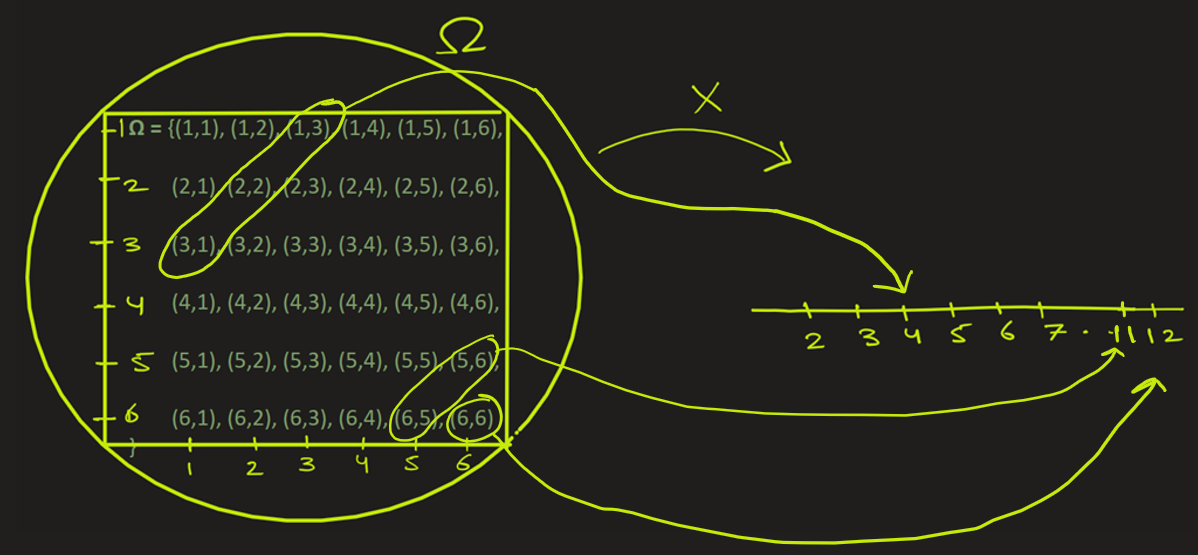 Ω
X
1 Ω = {(1,1), (1,2), (1,3), (1,4), (1,5), (1,6),
2 (2,1), (2,2), (2,3), (2,4), (2,5), (2,6),
3 (3,1), (3,2), (3,3), (3,4), (3,5), (3,6),
4 (4,1), (4,2), (4,3), (4,4), (4,5), (4,6),
5 (5,1), (5,2), (5,3), (5,4), (5,5), (5,6),
6 (6,1), (6,2), (6,3), (6,4), (6,5), (6,6)
}
1 2 3 4 5 6
2 3 4 5 6 7 · · 11 12